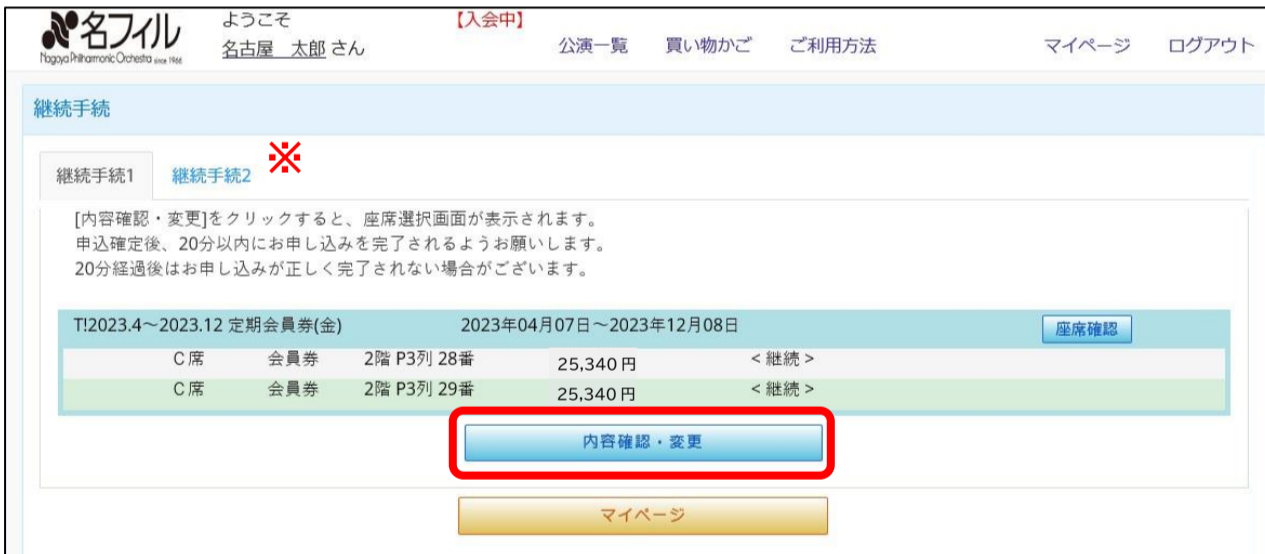 名フィル
Nagoya Philharmonic Orchestra since 1966
ようこそ
名古屋 太郎 さん
【入会中】
公演一覧 買い物かご ご利用方法 マイページ ログアウト
継続手続
継続手続1 継続手続2 ※
[内容確認・変更]をクリックすると、座席選択画面が表示されます。
申込確定後、20分以内にお申し込みを完了されるようお願いします。
20分経過後はお申し込みが正しく完了されない場合がございます。
T!2023.4～2023.12 定期会員券(金) 2023年04月07日～2023年12月08日 座席確認
C席 会員券 2階 P3列 28番 25,340円 <継続>
C席 会員券 2階 P3列 29番 25,340円 <継続>
内容確認・変更
マイページ